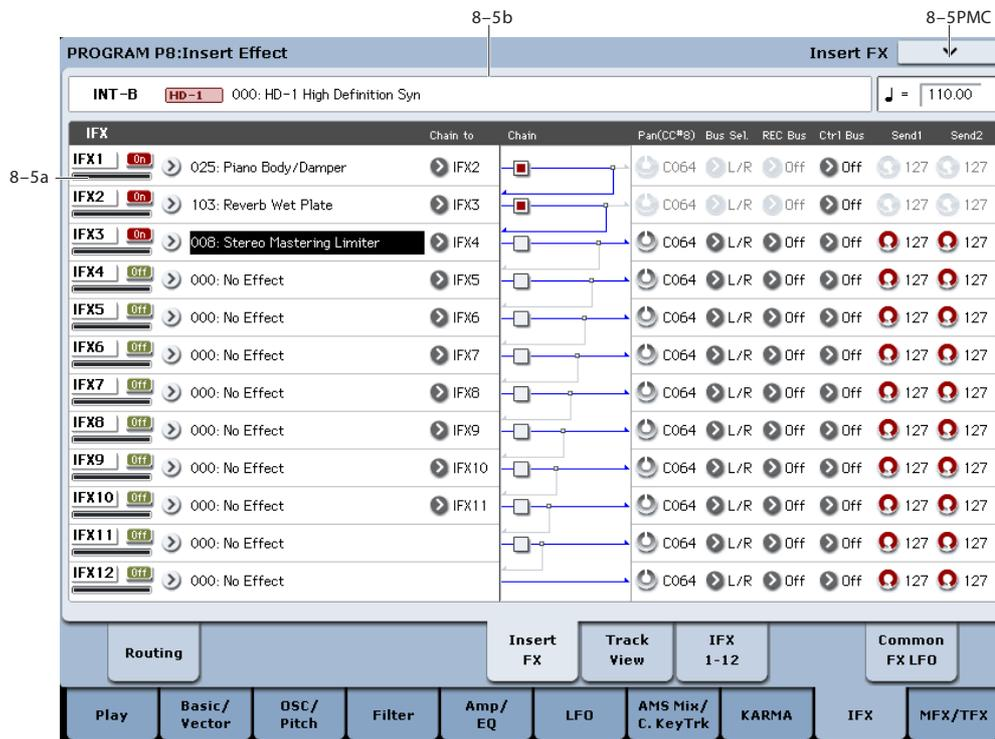 8–5b 8–5PMC
PROGRAM P8:Insert Effect Insert FX
INT-B HD-1 000: HD-1 High Definition Syn ♩ = 110.00
IFX Chain to Chain Pan(CC#8) Bus Sel. REC Bus Ctrl Bus Send1 Send2
8–5a
IFX1 On 025: Piano Body/Damper IFX2 C064 L/R Off Off 127 127
IFX2 On 103: Reverb Wet Plate IFX3 C064 L/R Off Off 127 127
IFX3 On 008: Stereo Mastering Limiter IFX4 C064 L/R Off Off 127 127
IFX4 Off 000: No Effect IFX5 C064 L/R Off Off 127 127
IFX5 Off 000: No Effect IFX6 C064 L/R Off Off 127 127
IFX6 Off 000: No Effect IFX7 C064 L/R Off Off 127 127
IFX7 Off 000: No Effect IFX8 C064 L/R Off Off 127 127
IFX8 Off 000: No Effect IFX9 C064 L/R Off Off 127 127
IFX9 Off 000: No Effect IFX10 C064 L/R Off Off 127 127
IFX10 Off 000: No Effect IFX11 C064 L/R Off Off 127 127
IFX11 Off 000: No Effect C064 L/R Off Off 127 127
IFX12 Off 000: No Effect C064 L/R Off Off 127 127
Routing
Insert
FX
Track
View
IFX
1-12
Common
FX LFO
Play
Basic/
Vector
OSC/
Pitch
Filter
Amp/
EQ
LFO
AMS Mix/
C. KeyTrk
KARMA
IFX
MFX/TFX